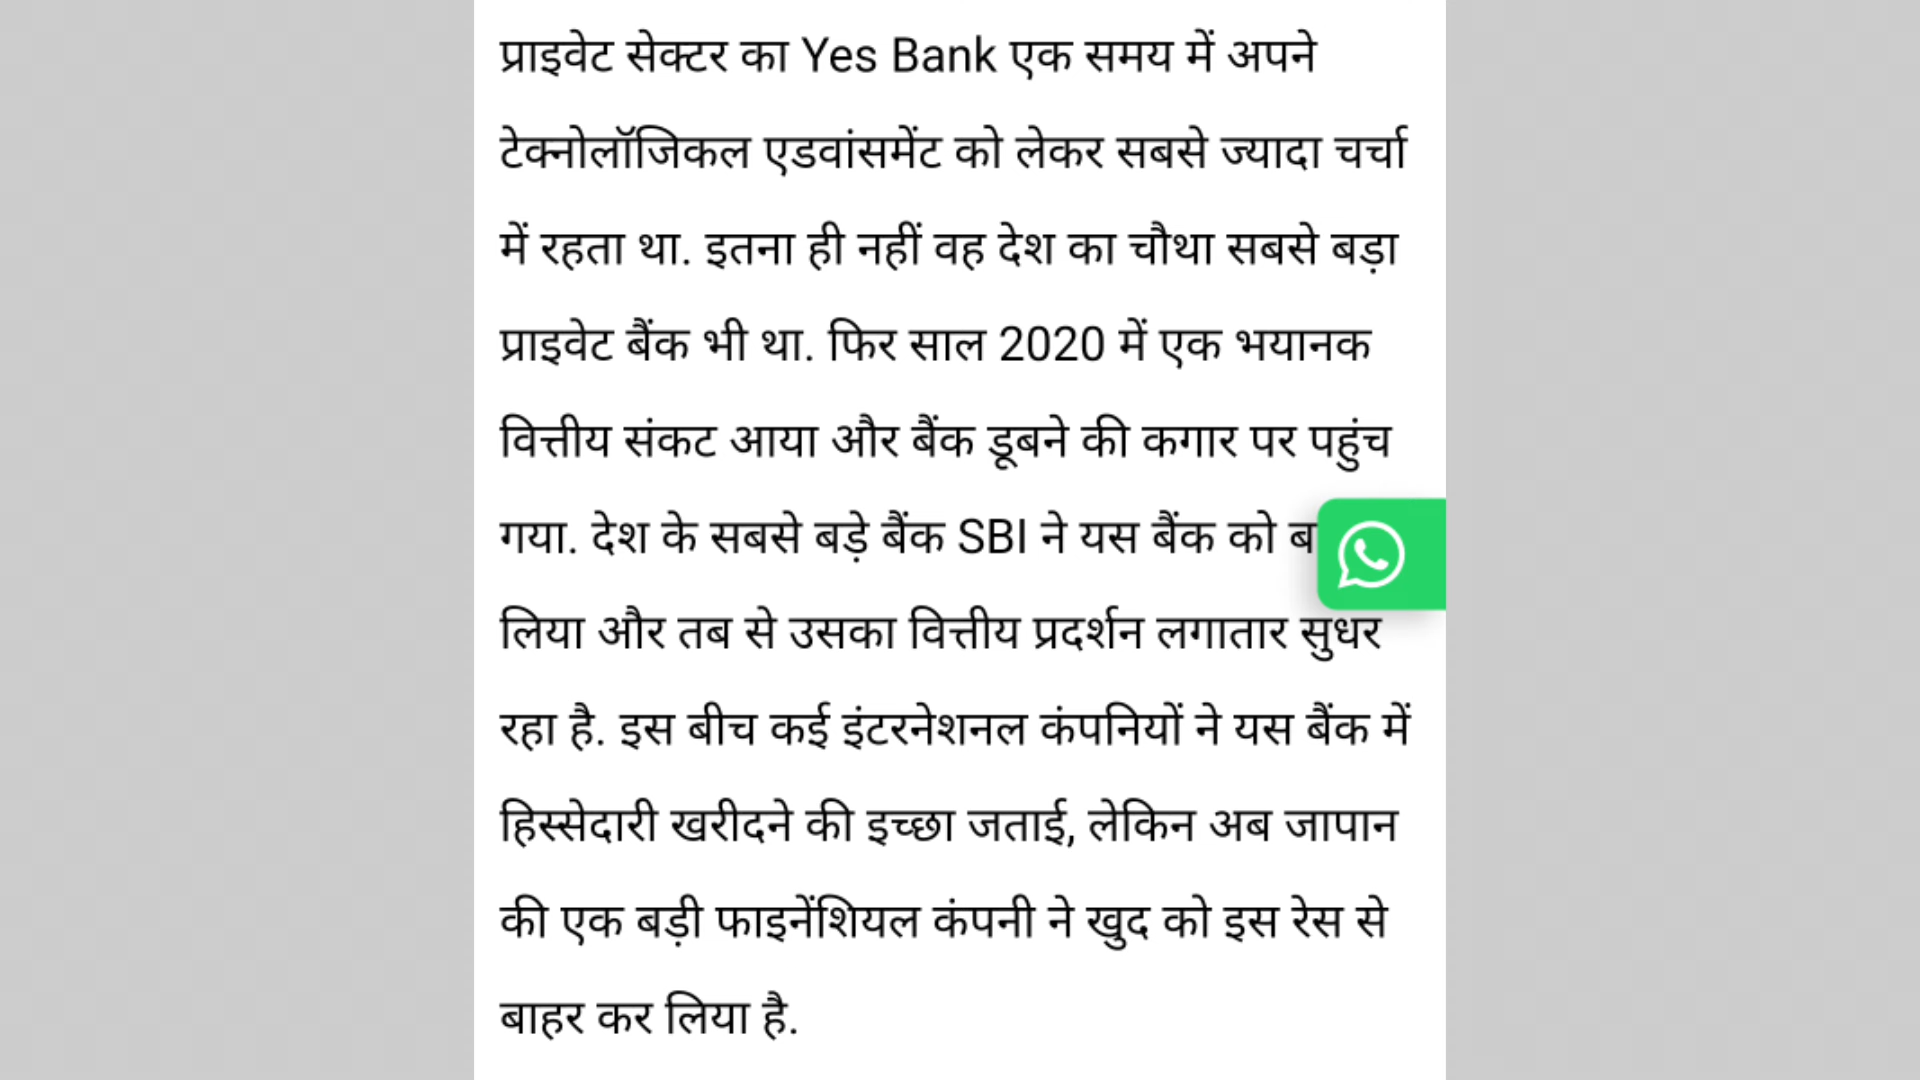 प्राइवेट सेक्टर का Yes Bank एक समय में अपने
टेक्नोलॉजिकल एडवांसमेंट को लेकर सबसे ज्यादा चर्चा
में रहता था. इतना ही नहीं वह देश का चौथा सबसे बड़ा
प्राइवेट बैंक भी था. फिर साल 2020 में एक भयानक
वित्तीय संकट आया और बैंक डूबने की कगार पर पहुंच
गया. देश के सबसे बड़े बैंक SBI ने यस बैंक को
लिया और तब से उसका वित्तीय प्रदर्शन लगातार सुधर
रहा है. इस बीच कई इंटरनेशनल कंपनियों ने यस बैंक में
हिस्सेदारी खरीदने की इच्छा जताई, लेकिन अब जापान
की एक बड़ी फाइनेंशियल कंपनी ने खुद को इस रेस से
बाहर कर लिया है.